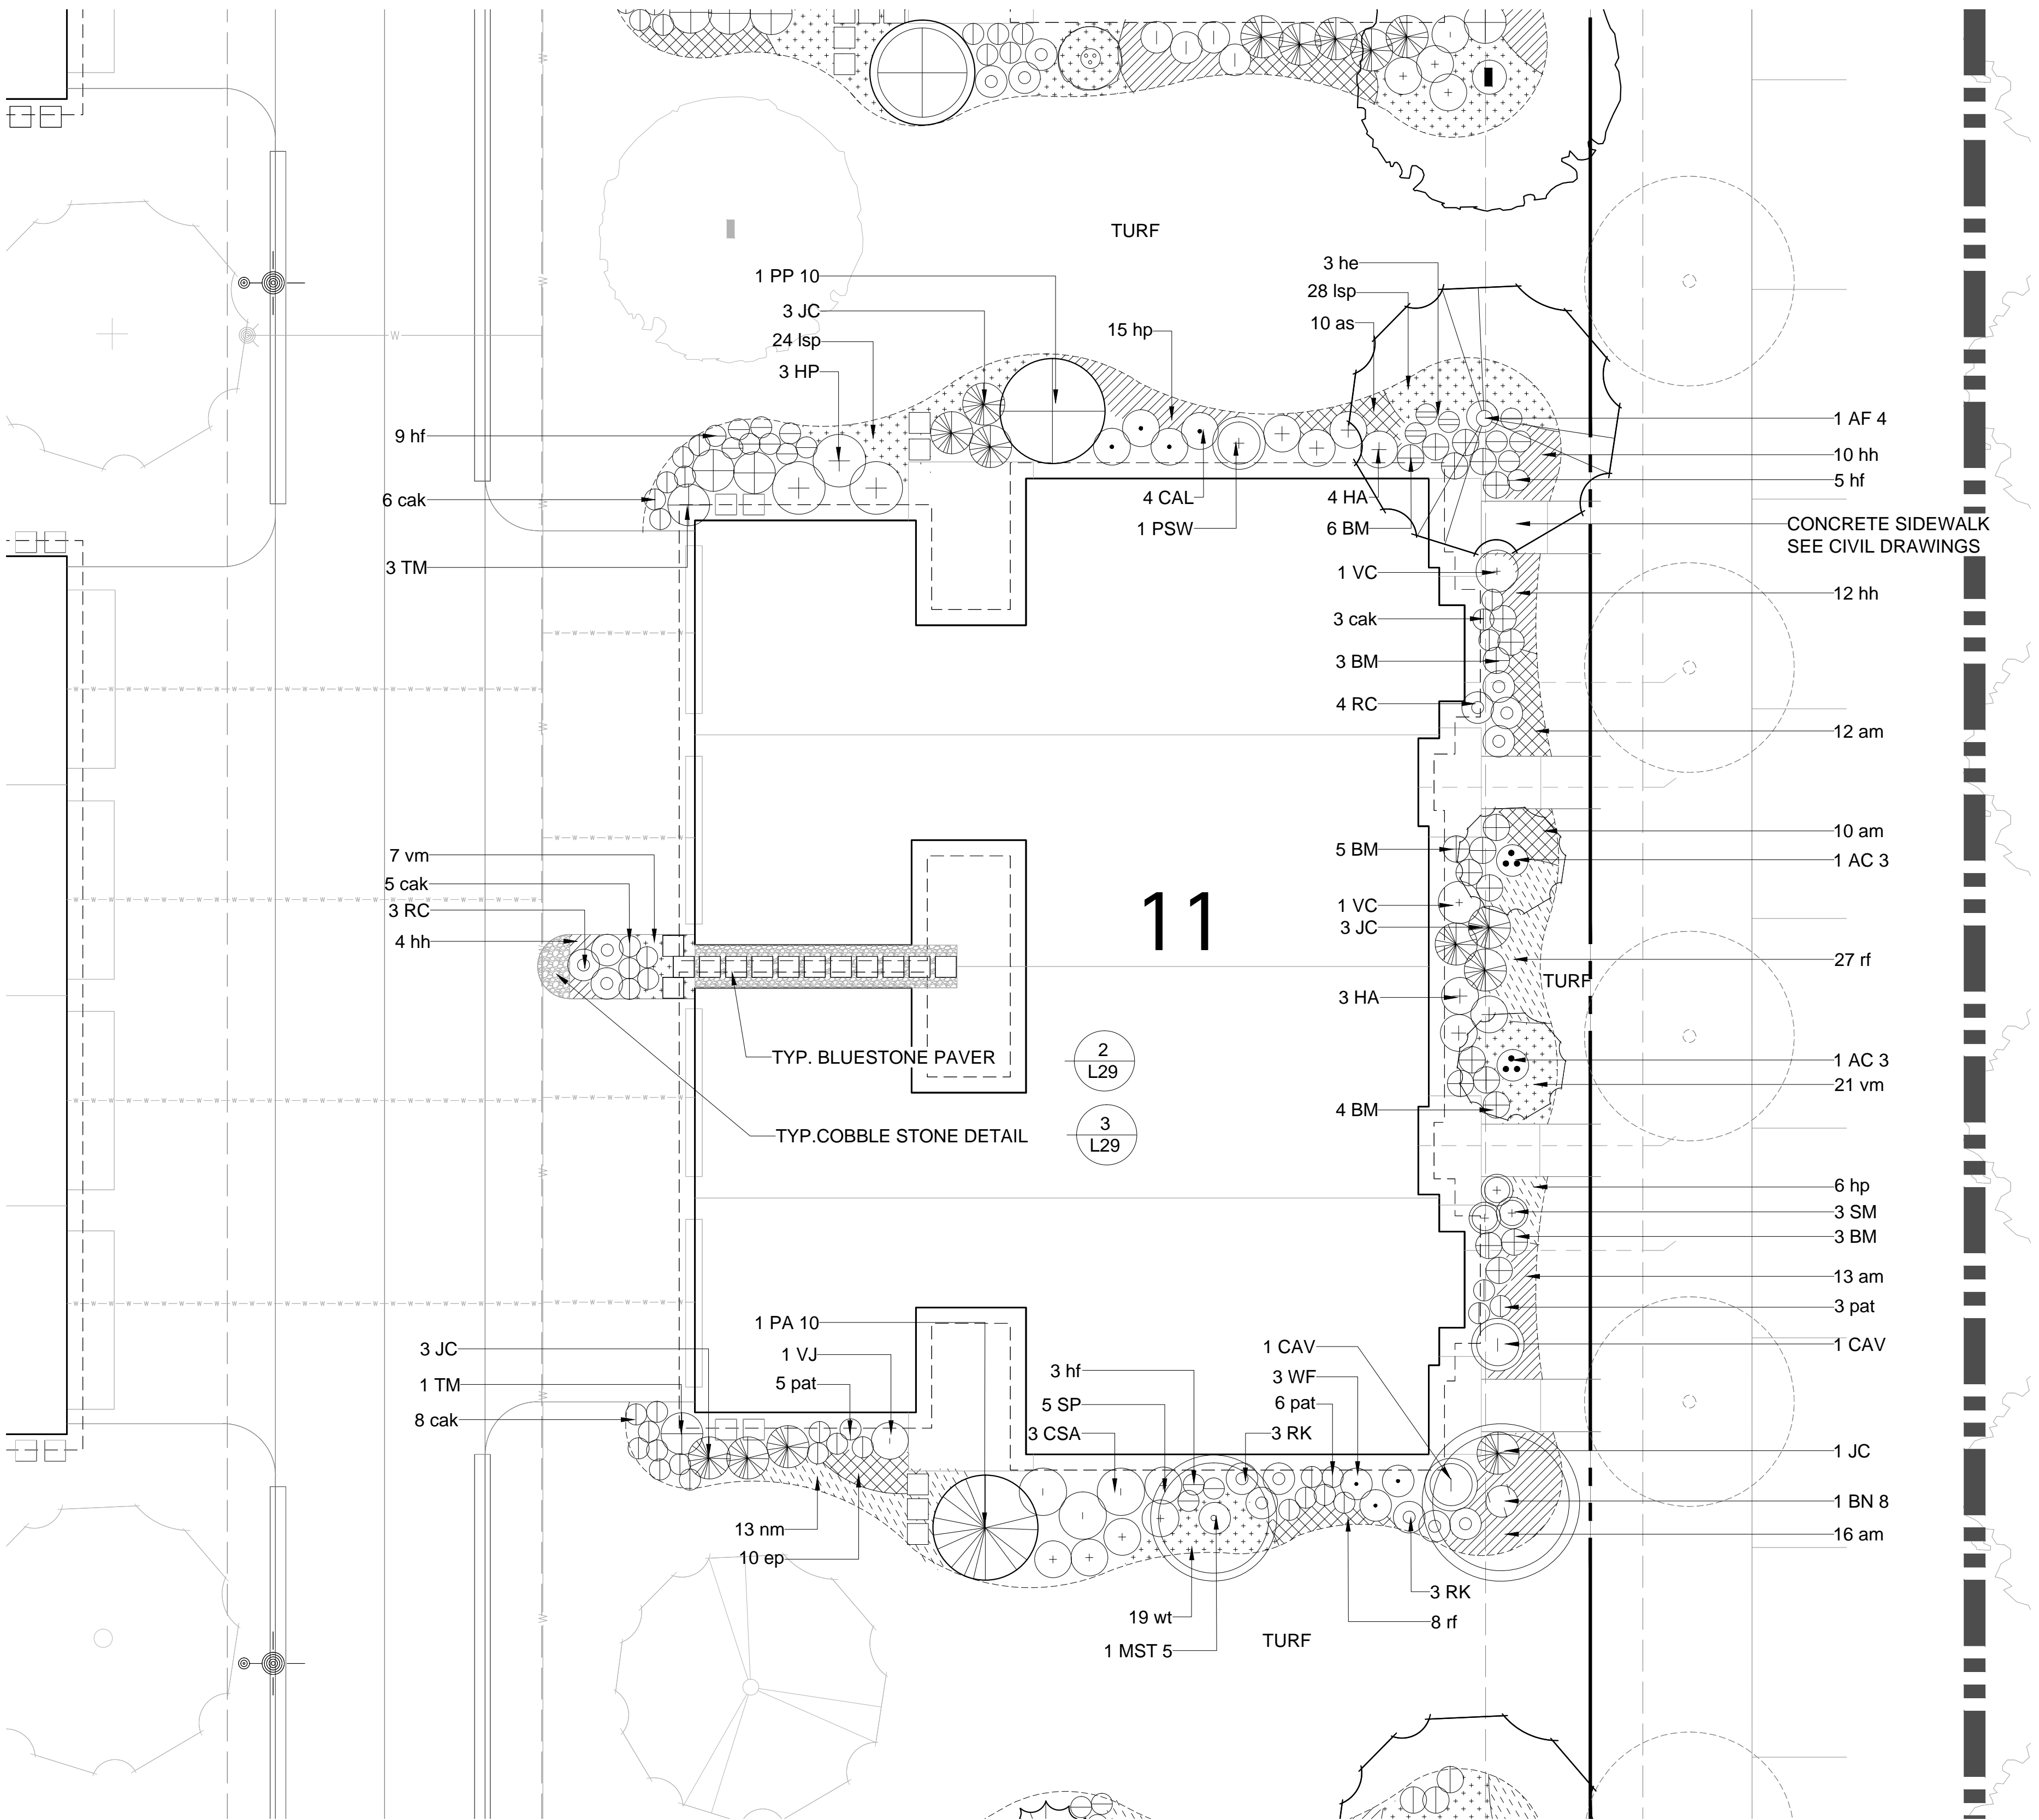 TURF
1 PP 10
3 JC
24 lsp
3 HP
15 hp
3 he
28 lsp
10 as
9 hf
6 cak
3 TM
4 CAL
1 PSW
4 HA
6 BM
1 AF 4
10 hh
5 hf
CONCRETE SIDEWALK
SEE CIVIL DRAWINGS
W
1 VC
12 hh
3 cak
3 BM
4 RC
12 am
7 vm
5 cak
3 RC
4 hh
11
5 BM
1 VC
3 JC
3 HA
4 BM
10 am
1 AC 3
27 rf
TURF
1 AC 3
21 vm
TYP. BLUESTONE PAVER
2
L29
TYP.COBBLE STONE DETAIL
3
L29
6 hp
3 SM
3 BM
13 am
3 pat
1 CAV
3 JC
1 TM
8 cak
1 PA 10
1 VJ
5 pat
3 hf
5 SP
3 CSA
1 CAV
3 WF
6 pat
3 RK
1 JC
1 BN 8
16 am
13 nm
10 ep
19 wt
1 MST 5
3 RK
8 rf
TURF